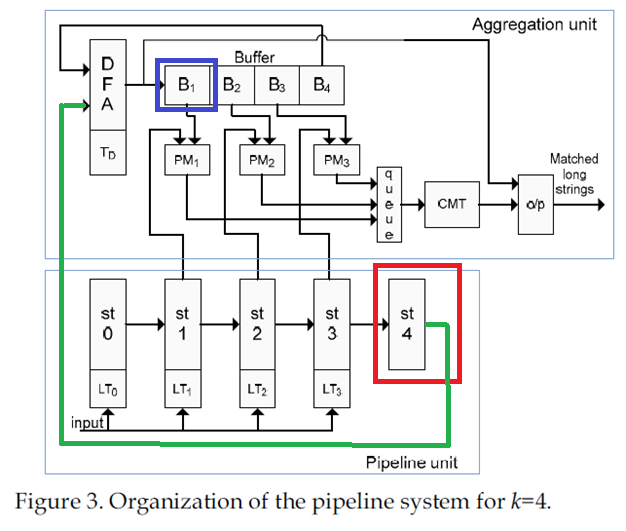 Aggregation unit
D
F
A
T_D
Buffer
B₁ B₂ B₃ B₄
PM₁ PM₂ PM₃
q
u
e
u
e
CMT
o/p
Matched
long
strings
st
0
st
1
st
2
st
3
st
4
LT₀ LT₁ LT₂ LT₃
input
Pipeline unit
Figure 3. Organization of the pipeline system for k=4.